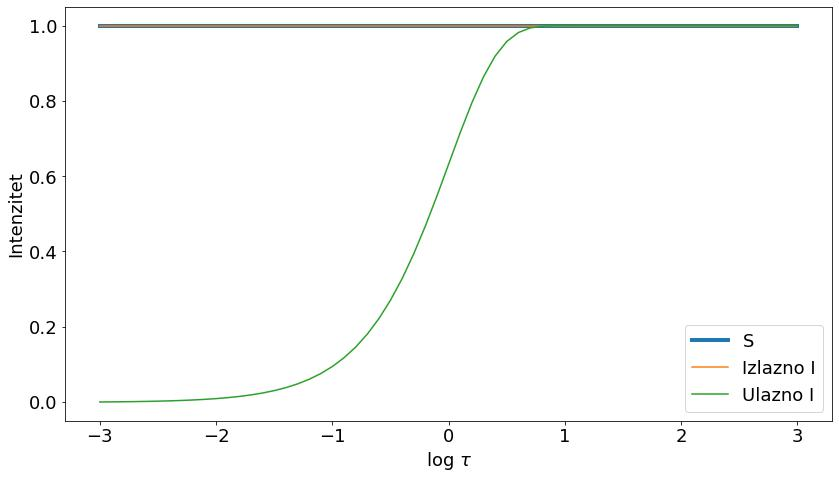 1.0
0.8
0.6
0.4
0.2
0.0
Intenzitet
S
Izlazno I
Ulazno I
−3 −2 −1 0 1 2 3
log τ